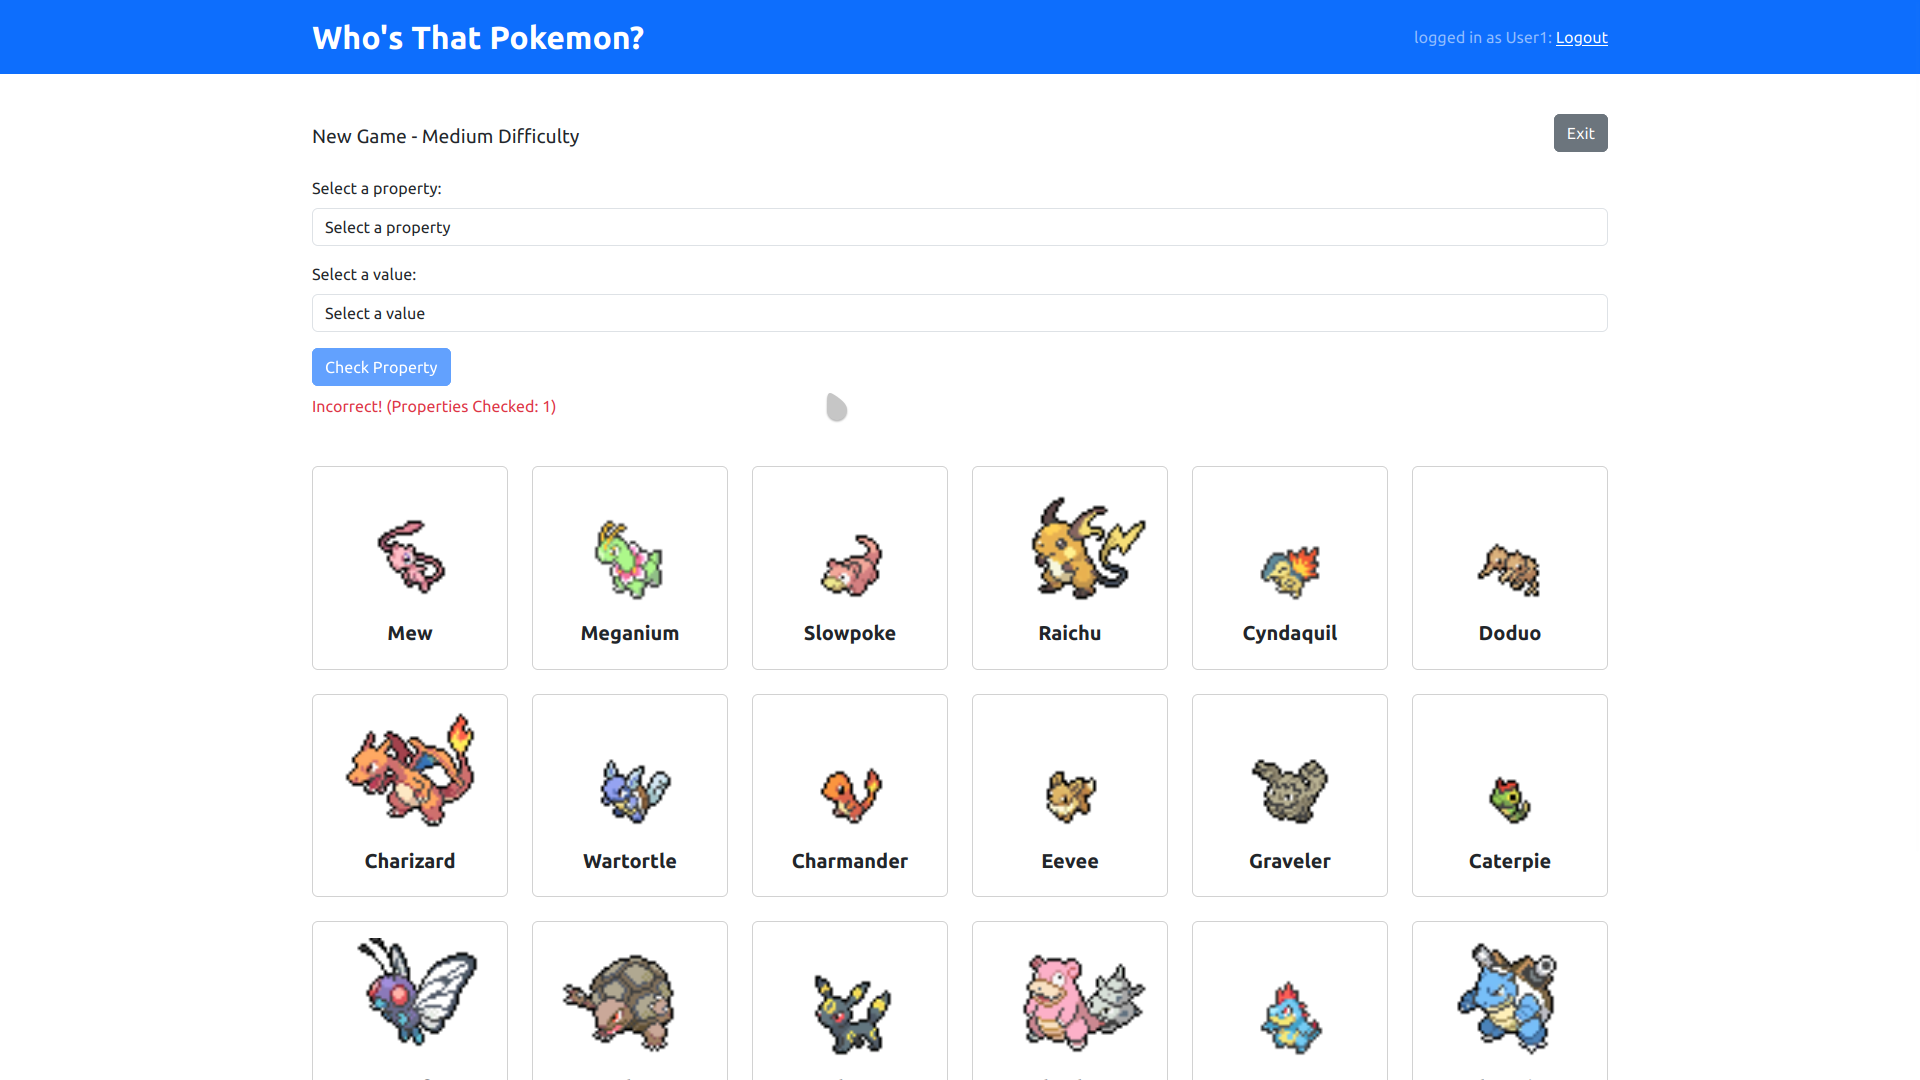 Who's That Pokemon?
logged in as User1: Logout
New Game - Medium Difficulty
Exit
Select a property:
Select a property
Select a value:
Select a value
Check Property
Incorrect! (Properties Checked: 1)
Mew
Meganium
Slowpoke
Raichu
Cyndaquil
Doduo
Charizard
Wartortle
Charmander
Eevee
Graveler
Caterpie